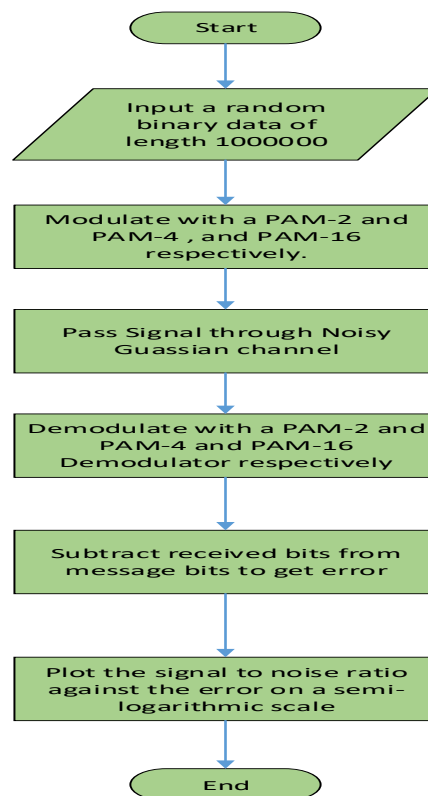 Start
Input a random
binary data of
length 1000000
Modulate with a PAM-2 and
PAM-4 , and PAM-16
respectively.
Pass Signal through Noisy
Guassian channel
Demodulate with a PAM-2 and
PAM-4 and PAM-16
Demodulator respectively
Subtract received bits from
message bits to get error
Plot the signal to noise ratio
against the error on a semi-
logarithmic scale
End